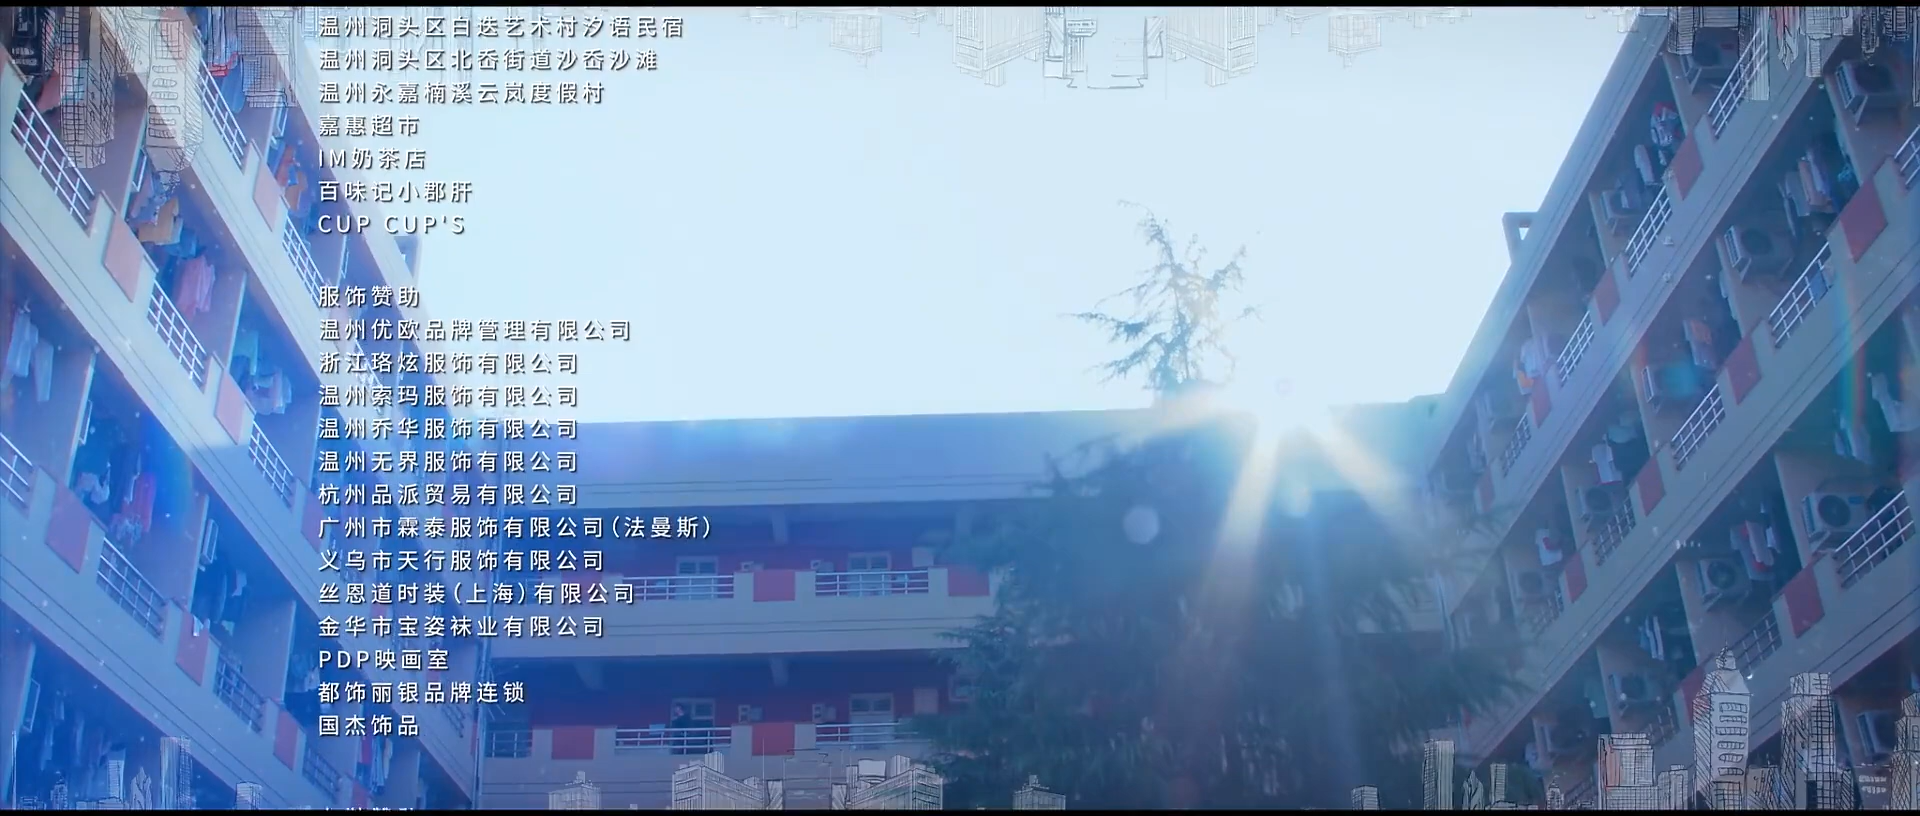 温州洞头区白迭艺术村汐语民宿
温州洞头区北岙街道沙岙沙滩
温州永嘉楠溪云岚度假村
嘉惠超市
IM奶茶店
百味记小郡肝
CUP CUP'S
服饰赞助
温州优欧品牌管理有限公司
浙江珞炫服饰有限公司
温州索玛服饰有限公司
温州乔华服饰有限公司
温州无界服饰有限公司
杭州品派贸易有限公司
广州市霖泰服饰有限公司(法曼斯)
义乌市天行服饰有限公司
丝恩道时装(上海)有限公司
金华市宝姿袜业有限公司
PDP映画室
都饰丽银品牌连锁
国杰饰品